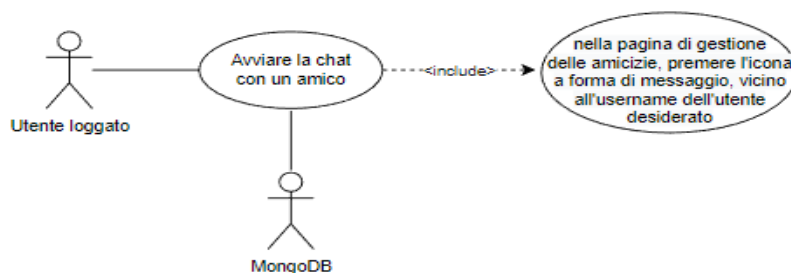 Avviare la chat
con un amico
<include>
nella pagina di gestione
delle amicizie, premere l'icona
a forma di messaggio, vicino
all'username dell'utente
desiderato
Utente loggato
MongoDB